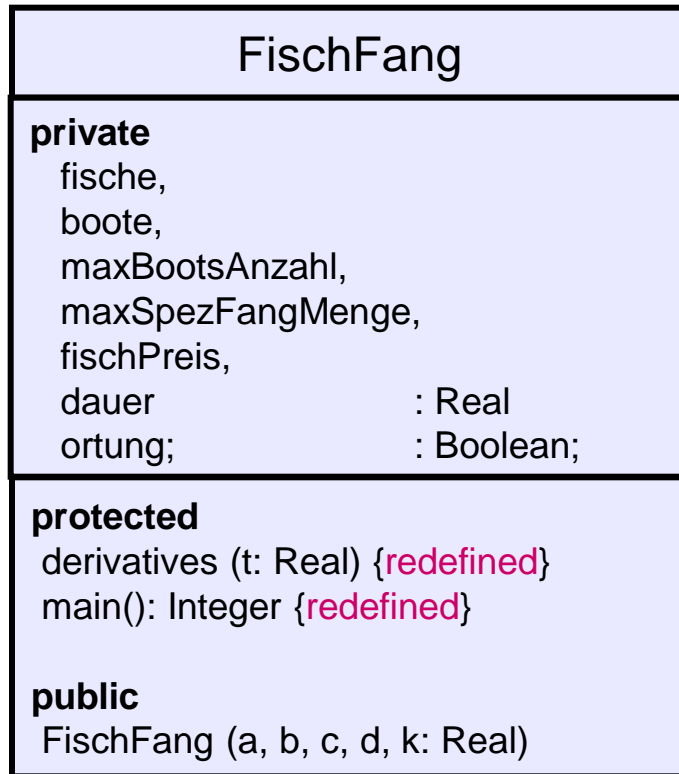 FischFang
private
fische,
boote,
maxBootsAnzahl,
maxSpezFangMenge,
fischPreis,
dauer : Real
ortung; : Boolean;
protected
derivatives (t: Real) {redefined}
main(): Integer {redefined}
public
FischFang (a, b, c, d, k: Real)